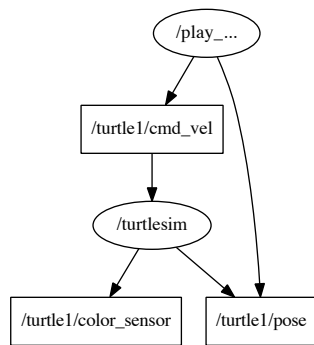 /play_...
/turtle1/cmd_vel
/turtlesim
/turtle1/color_sensor
/turtle1/pose